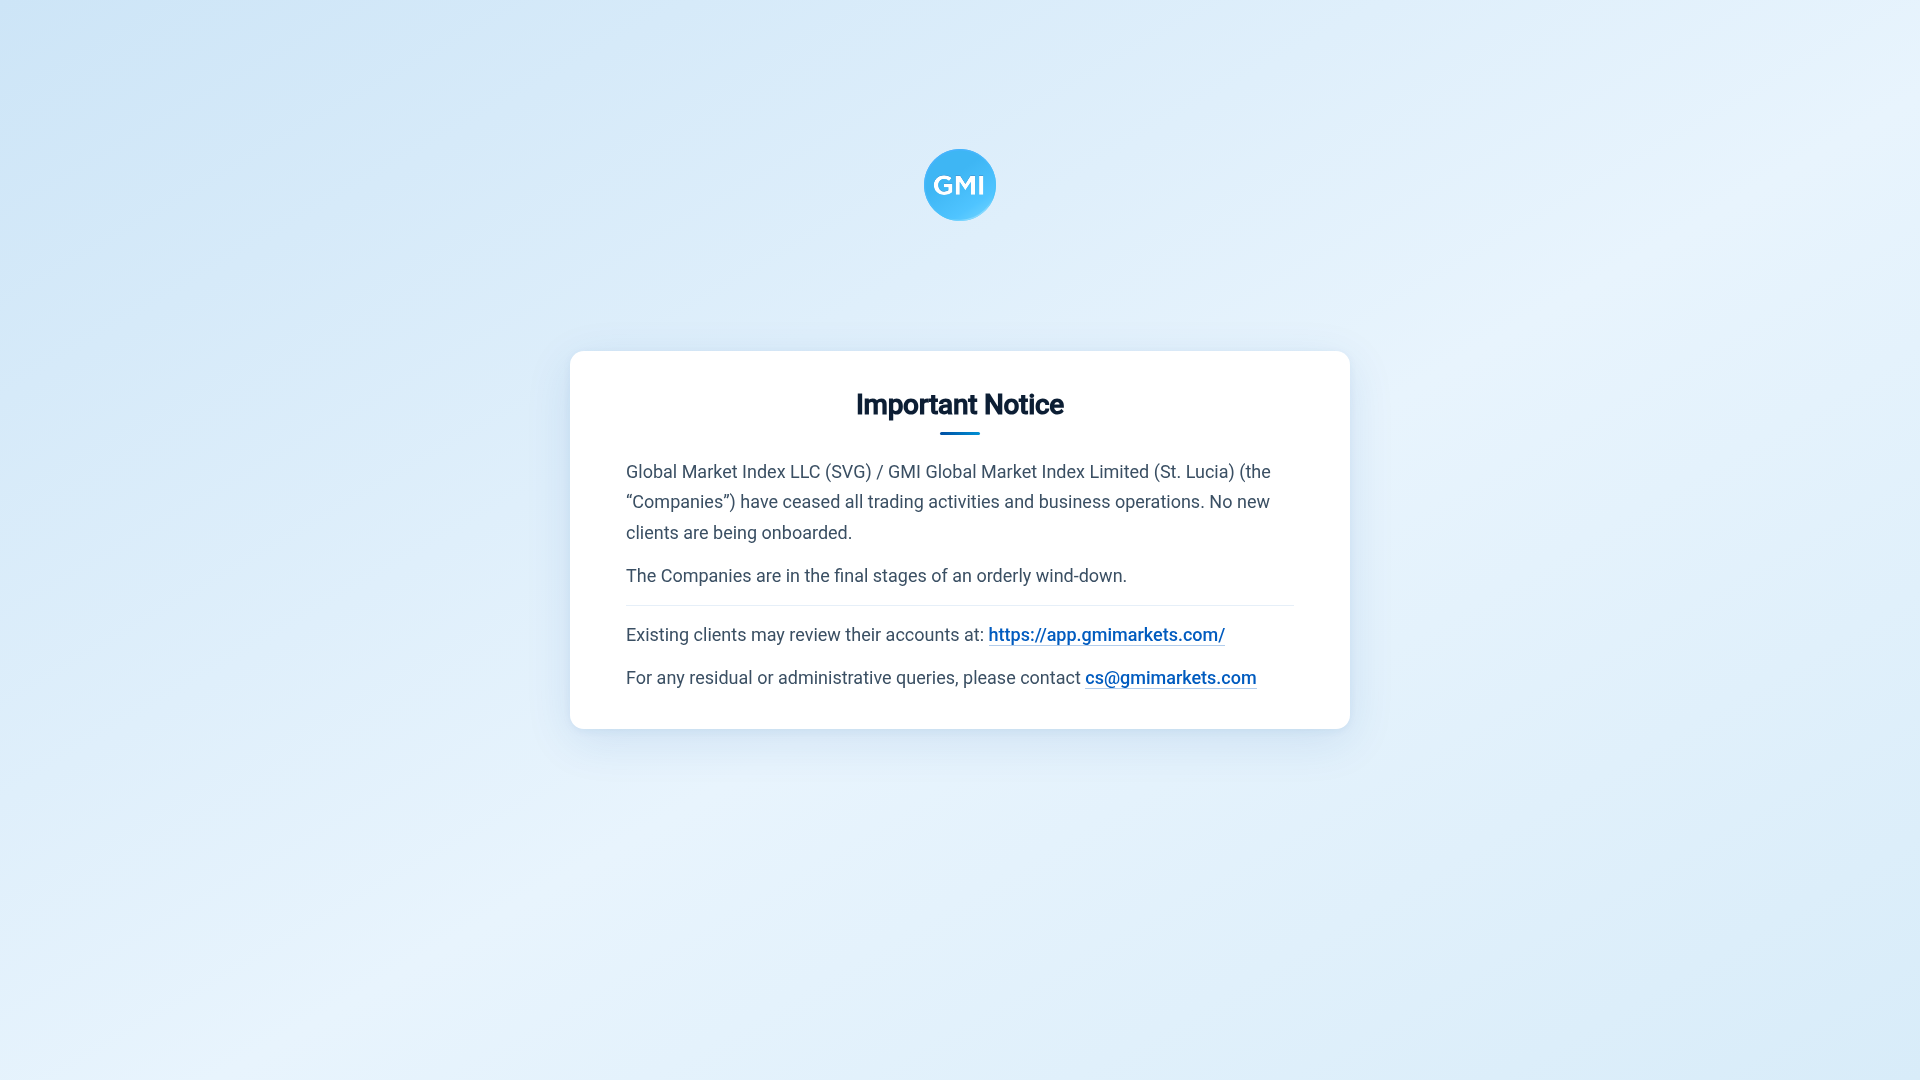 GMI
Important Notice
Global Market Index LLC (SVG) / GMI Global Market Index Limited (St. Lucia) (the
“Companies”) have ceased all trading activities and business operations. No new
clients are being onboarded.
The Companies are in the final stages of an orderly wind-down.
Existing clients may review their accounts at: https://app.gmimarkets.com/
For any residual or administrative queries, please contact cs@gmimarkets.com